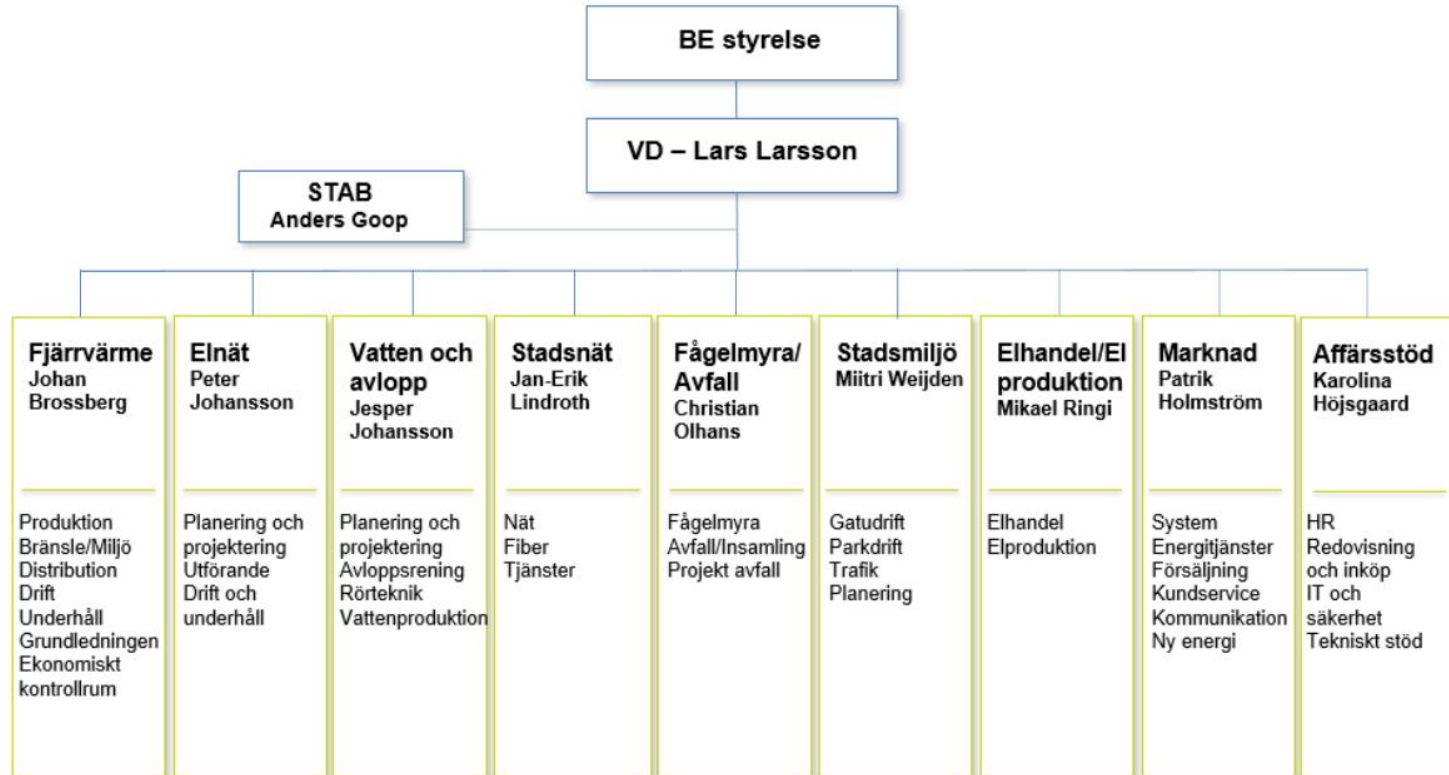 BE styrelse
VD – Lars Larsson
STAB
Anders Goop
Fjärrvärme
Johan
Brossberg
Produktion
Bränsle/Miljö
Distribution
Drift
Underhåll
Grundledningen
Ekonomiskt
kontrollrum
Elnät
Peter
Johansson
Planering och
projektering
Utförande
Drift och
underhåll
Vatten och
avlopp
Jesper
Johansson
Planering och
projektering
Avloppsrening
Rörteknik
Vattenproduktion
Stadsnät
Jan-Erik
Lindroth
Nät
Fiber
Tjänster
Fågelmyra/
Avfall
Christian
Olhans
Fågelmyra
Avfall/Insamling
Projekt avfall
Stadsmiljö
Miitri Weijden
Gatudrift
Parkdrift
Trafik
Planering
Elhandel/El
produktion
Mikael Ringi
Elhandel
Elproduktion
Marknad
Patrik
Holmström
System
Energitjänster
Försäljning
Kundservice
Kommunikation
Ny energi
Affärsstöd
Karolina
Höjsgaard
HR
Redovisning
och inköp
IT och
säkerhet
Tekniskt stöd